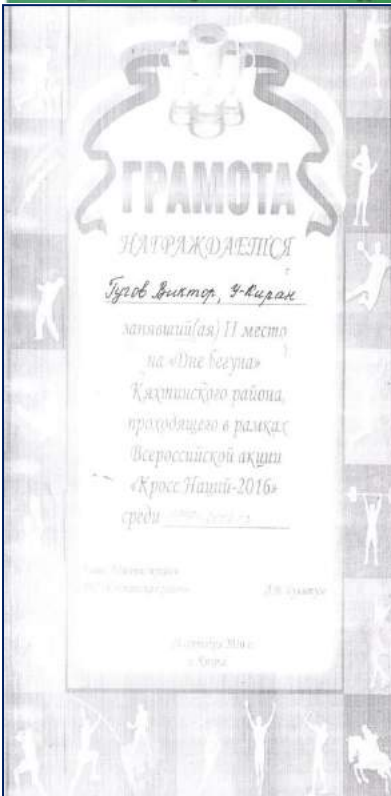 ГРАМОТА
НАГРАЖДАЕТСЯ
Гугов Виктор, У-Киран
занявший(ая) II место
на «Дне бегуна»
Кяхтинского района,
проходящего в рамках
Всероссийской акции
«Кросс Наций-2016»
среди
г. Кяхта